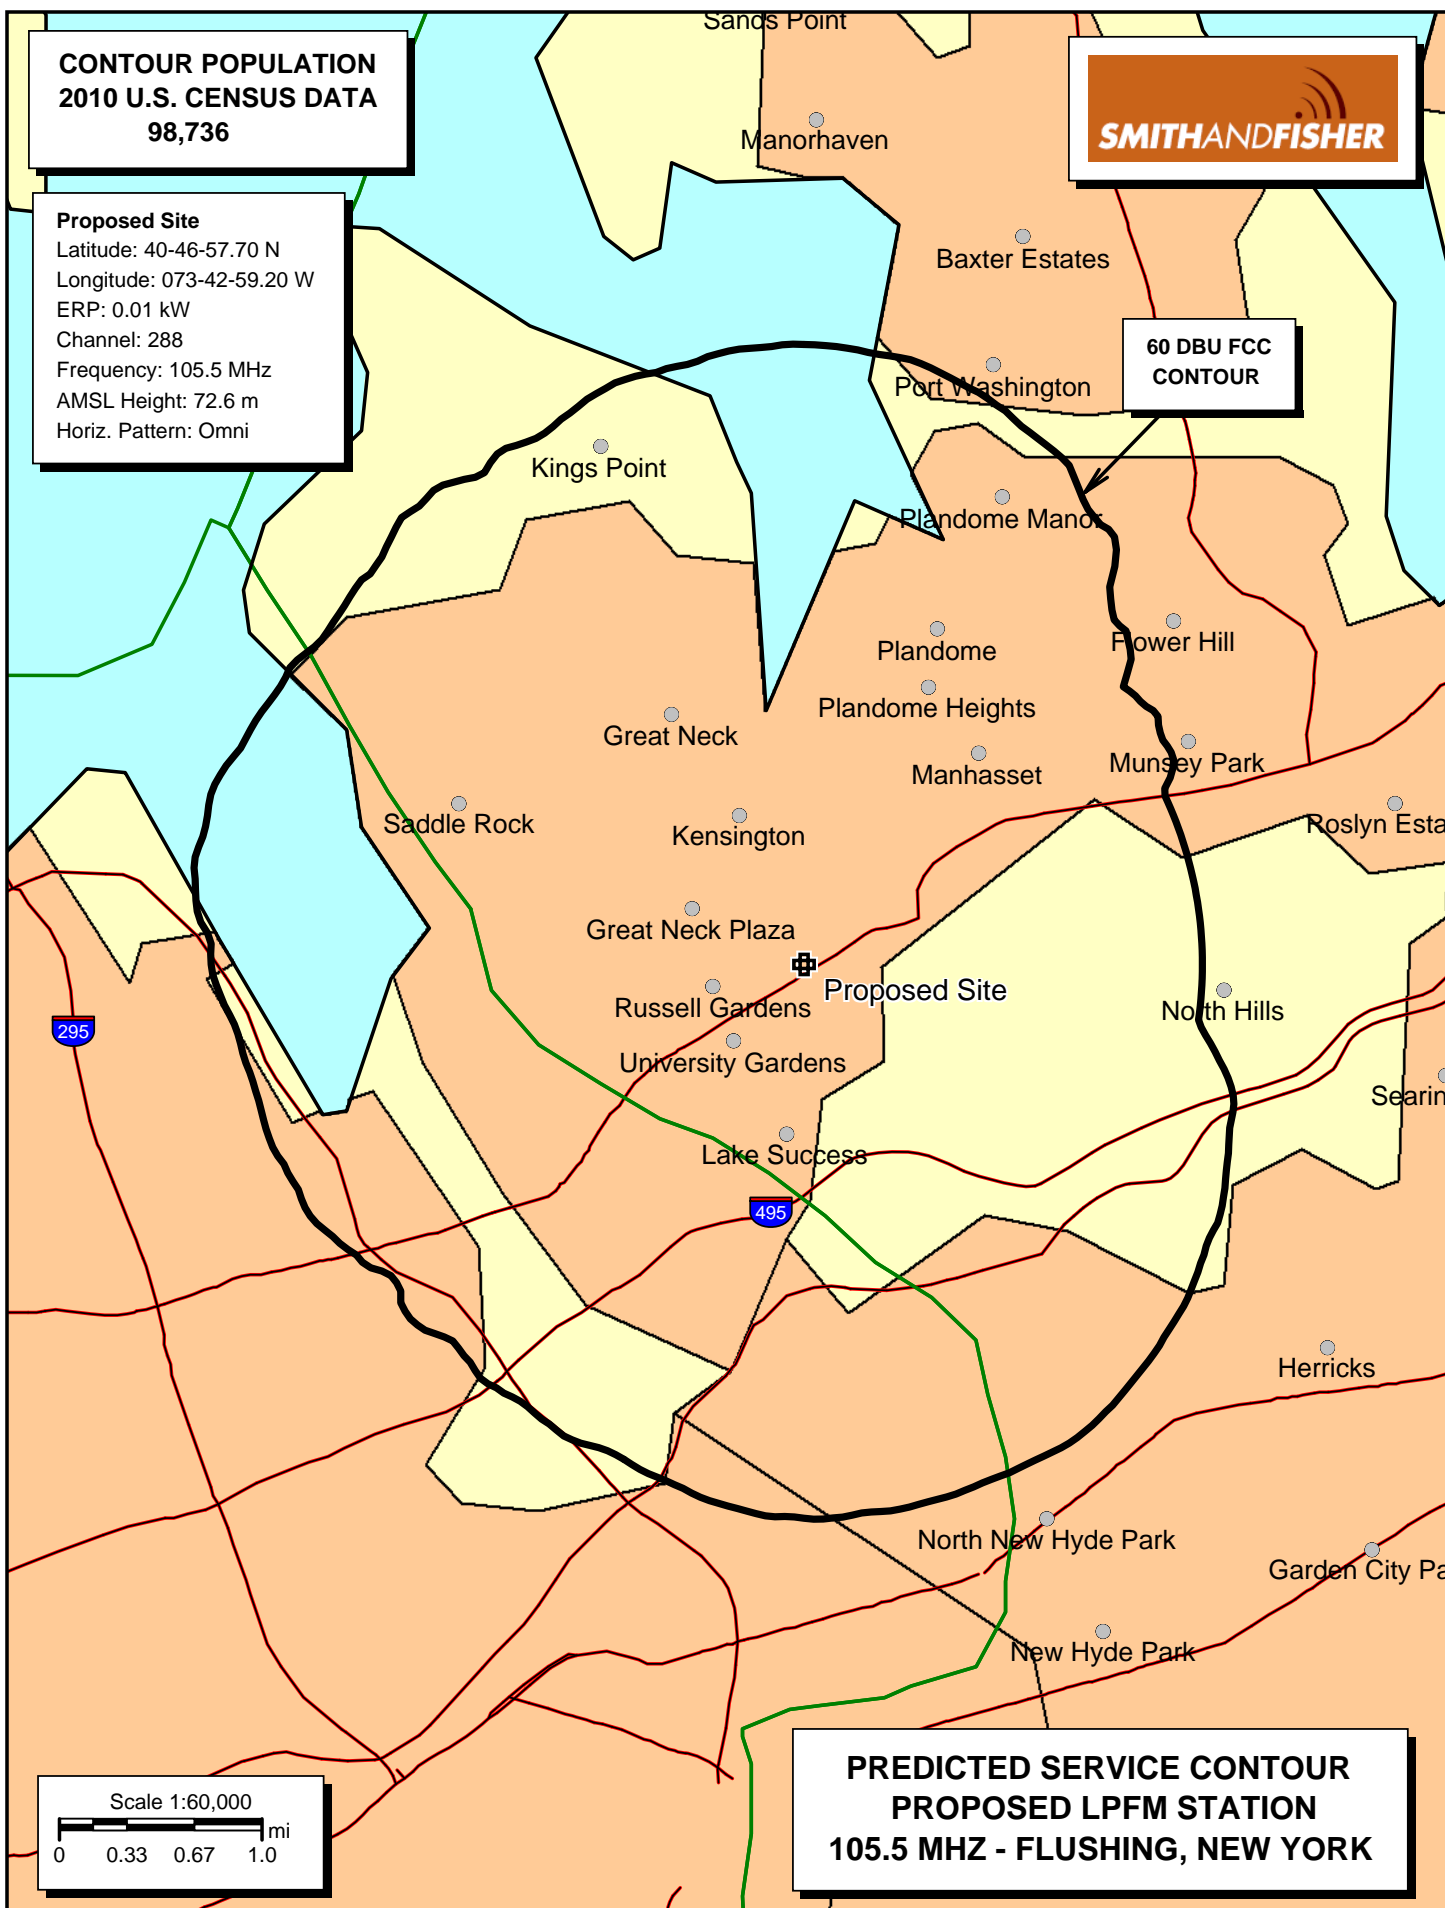 Sands Point
CONTOUR POPULATION
2010 U.S. CENSUS DATA
98,736
SMITHANDFISHER
Manorhaven
Proposed Site
Latitude: 40-46-57.70 N
Longitude: 073-42-59.20 W
ERP: 0.01 kW
Channel: 288
Frequency: 105.5 MHz
AMSL Height: 72.6 m
Horiz. Pattern: Omni
Baxter Estates
60 DBU FCC
CONTOUR
Port Washington
Kings Point
Plandome Manor
Plandome
Flower Hill
Plandome Heights
Great Neck
Manhasset
Munsey Park
Saddle Rock
Kensington
Roslyn Esta
Great Neck Plaza
Proposed Site
Russell Gardens
North Hills
295
University Gardens
Searin
Lake Success
495
Herricks
North New Hyde Park
Garden City Pa
New Hyde Park
PREDICTED SERVICE CONTOUR
PROPOSED LPFM STATION
105.5 MHZ - FLUSHING, NEW YORK
Scale 1:60,000
mi
0 0.33 0.67 1.0